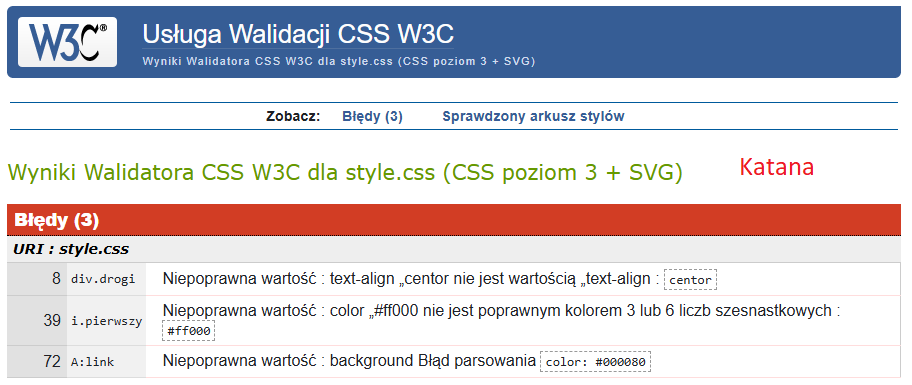 W3C®
Usługa Walidacji CSS W3C
Wyniki Walidatora CSS W3C dla style.css (CSS poziom 3 + SVG)
Zobacz: Błędy (3) Sprawdzony arkusz stylów
Wyniki Walidatora CSS W3C dla style.css (CSS poziom 3 + SVG) Katana
Błędy (3)
URI : style.css
8 div.drogi Niepoprawna wartość : text-align „centor nie jest wartością „text-align : centor
39 i.pierwszy Niepoprawna wartość : color „#ff000 nie jest poprawnym kolorem 3 lub 6 liczb szesnastkowych :
#ff000
72 A:link Niepoprawna wartość : background Błąd parsowania color: #000080